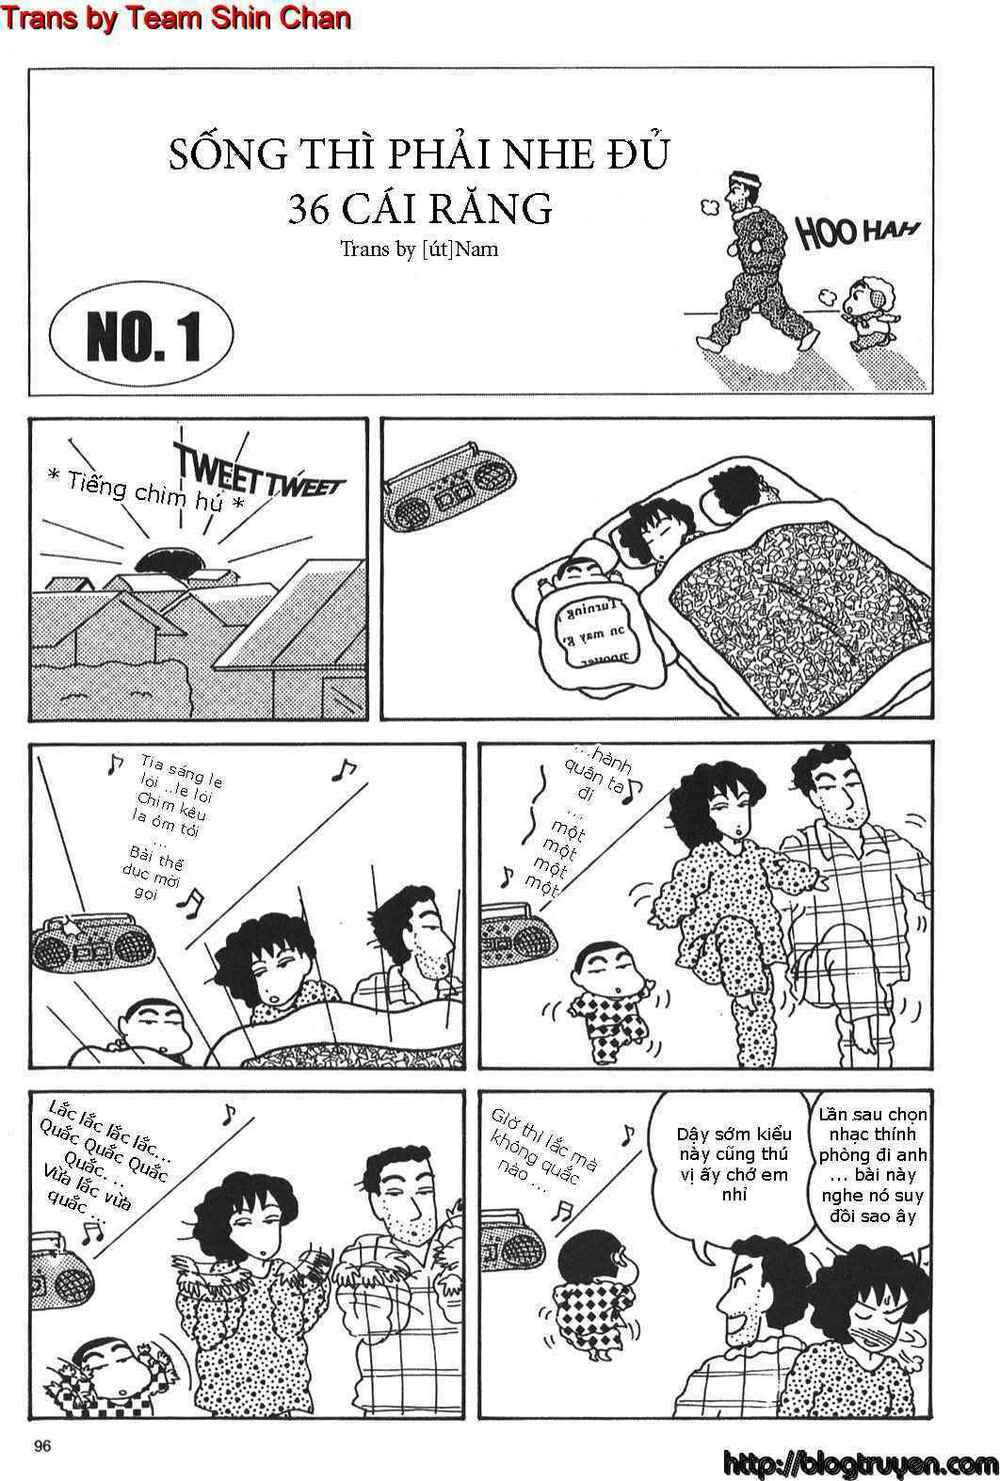 Trans by Team Shin Chan
SỐNG THÌ PHẢI NHE ĐỦ
36 CÁI RĂNG
Trans by [út]Nam
HOO HAH
NO. 1
TWEET TWEET
* Tiếng chim hú *
Turning
on may g
Tia sáng le
lói ..le lói
Chim kêu
la óm tỏi
...
Bài thể
dục mời
gọi
...hành
quân ta
đi
...
một
một
một
một
Lắc lắc lắc lắc...
Quắc Quắc Quắc
Quắc. . .
Vừa lắc vừa
quắc ...
Giờ thì lắc mà
không quắc
nào ...
Dậy sớm kiểu
này cũng thú
vị ấy chớ em
nhỉ
Lần sau chọn
nhạc thính
phòng đi anh
... bài này
nghe nó suy
đồi sao ây
96
http://blogtruyen.com